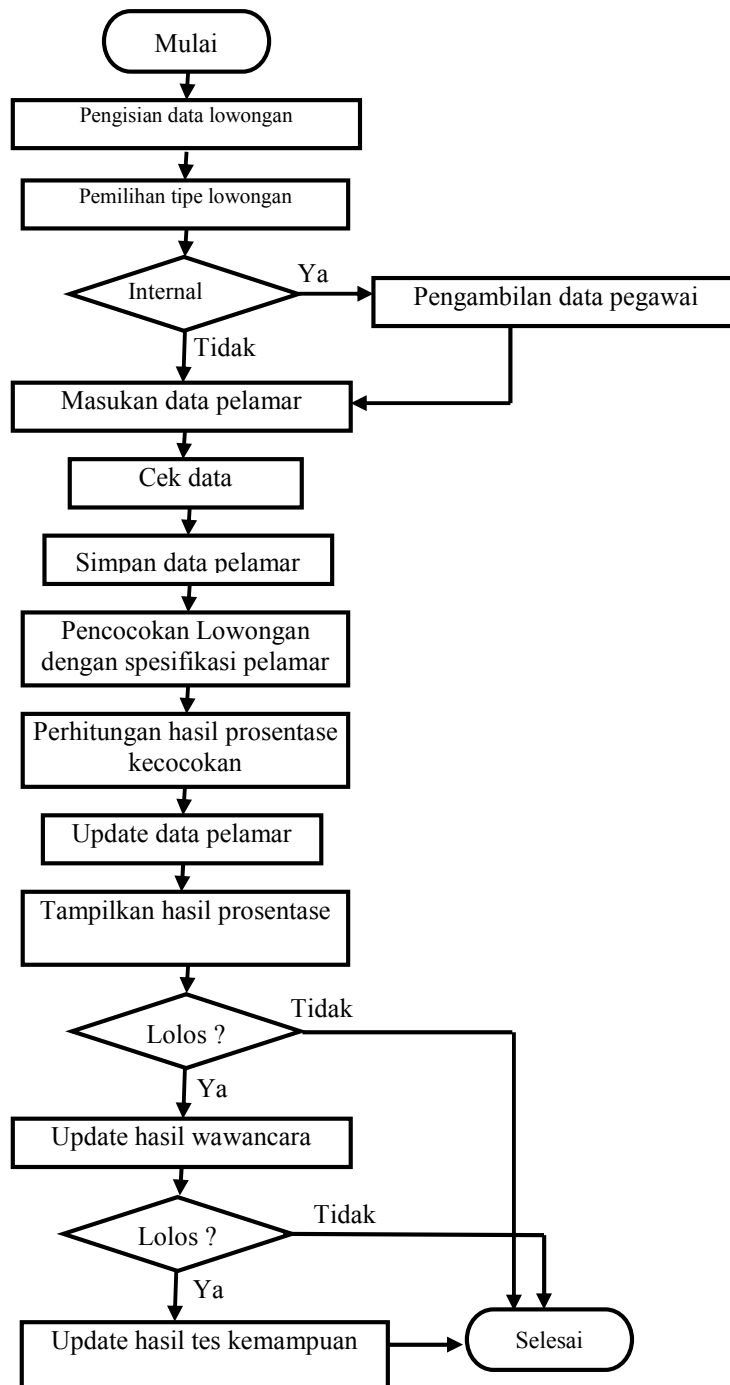 Mulai
Pengisian data lowongan
Pemilihan tipe lowongan
Internal
Ya
Pengambilan data pegawai
Tidak
Masukan data pelamar
Cek data
Simpan data pelamar
Pencocokan Lowongan
dengan spesifikasi pelamar
Perhitungan hasil prosentase
kecocokan
Update data pelamar
Tampilkan hasil prosentase
Lolos ?
Tidak
Ya
Update hasil wawancara
Lolos ?
Tidak
Ya
Update hasil tes kemampuan
Selesai